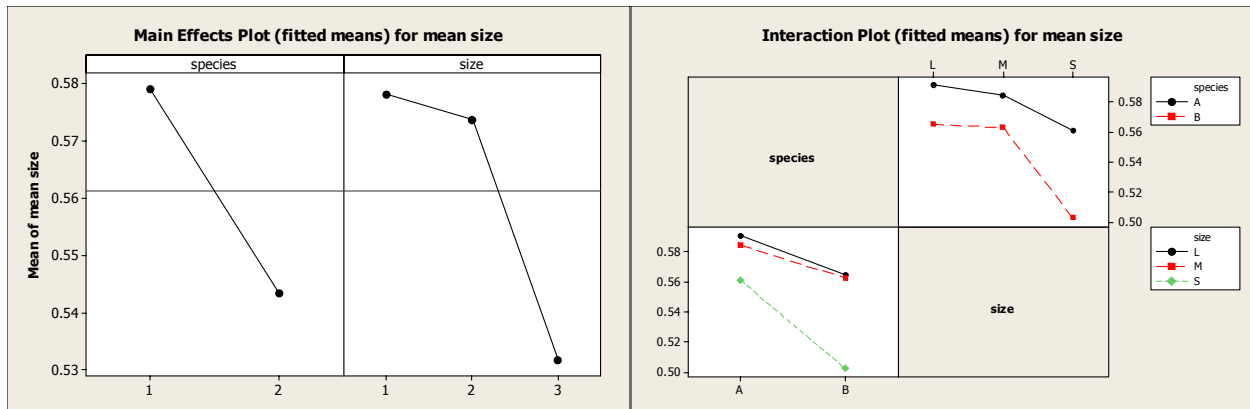 Main Effects Plot (fitted means) for mean size
species size
Mean of mean size
0.58
0.57
0.56
0.55
0.54
0.53
1 2 1 2 3
Interaction Plot (fitted means) for mean size
L M S
species
A
B
0.58
0.56
0.54
0.52
0.50
species
size
L
M
S
0.58
0.56
0.54
0.52
0.50
size
A B